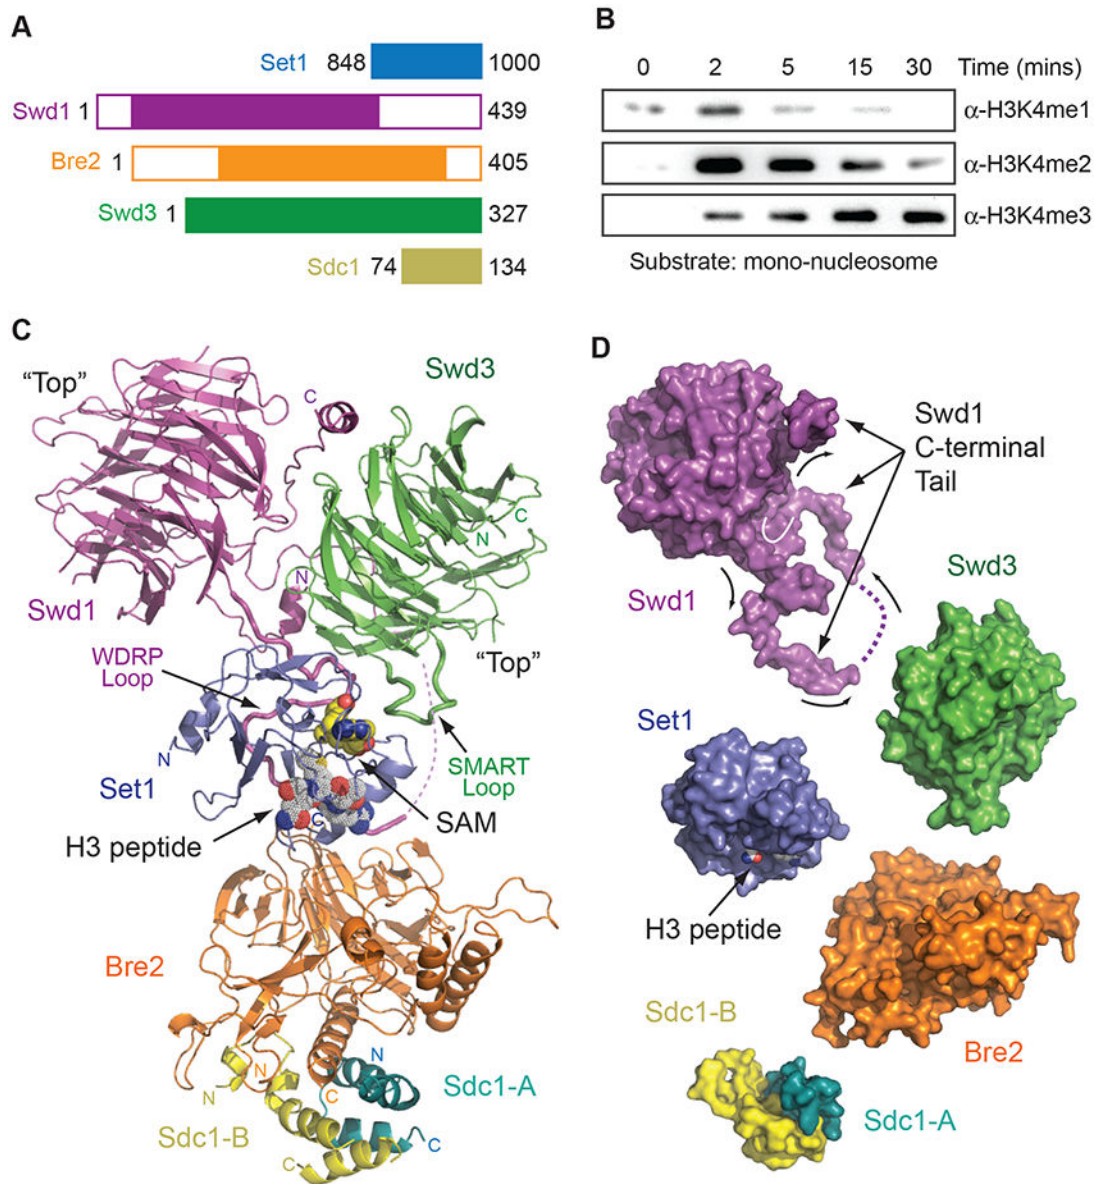 A
Set1 848 1000
Swd1 1 439
Bre2 1 405
Swd3 1 327
Sdc1 74 134
B
0 2 5 15 30 Time (mins)
α-H3K4me1
α-H3K4me2
α-H3K4me3
Substrate: mono-nucleosome
C
"Top"
Swd3
C
C
N
N
Swd1
"Top"
WDRP
Loop
N
Set1
SMART
Loop
SAM
H3 peptide
C
Bre2
N
N
N
C
Sdc1-A
Sdc1-B
C
C
D
Swd1
C-terminal
Tail
Swd3
Swd1
Set1
H3 peptide
Sdc1-B
Bre2
Sdc1-A